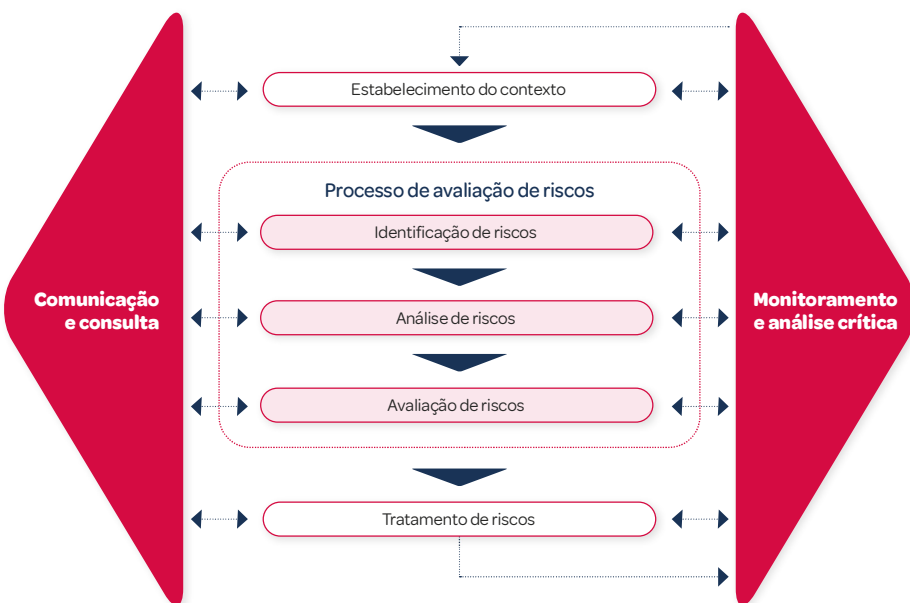 Estabelecimento do contexto
Processo de avaliação de riscos
Identificação de riscos
Comunicação
e consulta
Monitoramento
e análise crítica
Análise de riscos
Avaliação de riscos
Tratamento de riscos